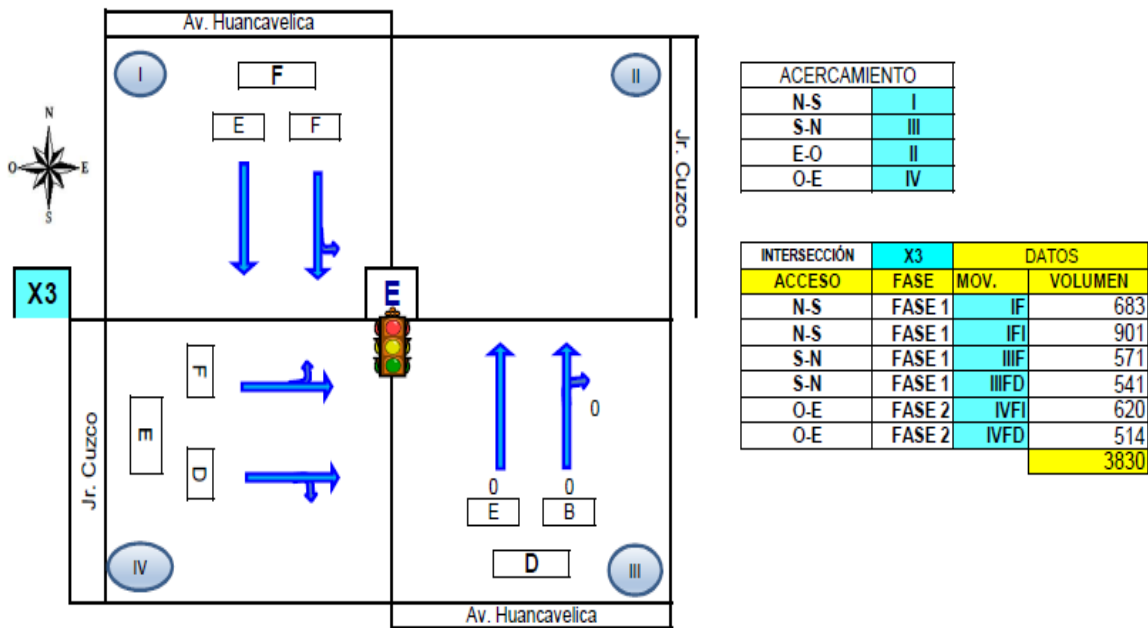 Av. Huancavelica
I
F
II
E F
N
O E
S
Jr. Cuzco
X3
E
F
E
D
Jr. Cuzco
0
0 0
E B
D
IV
III
Av. Huancavelica
ACERCAMIENTO
N-S I
S-N III
E-O II
O-E IV
INTERSECCIÓN X3 DATOS
ACCESO FASE MOV. VOLUMEN
N-S FASE 1 IF 683
N-S FASE 1 IFI 901
S-N FASE 1 IIIF 571
S-N FASE 1 IIIFD 541
O-E FASE 2 IVFI 620
O-E FASE 2 IVFD 514
3830